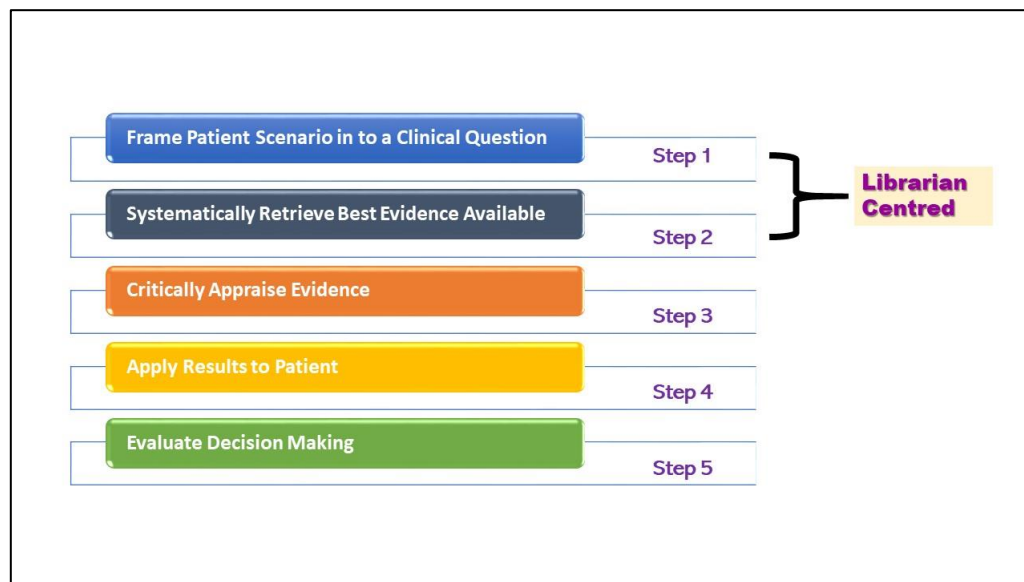 Frame Patient Scenario in to a Clinical Question
Step 1
Systematically Retrieve Best Evidence Available
Step 2
Librarian
Centred
Critically Appraise Evidence
Step 3
Apply Results to Patient
Step 4
Evaluate Decision Making
Step 5